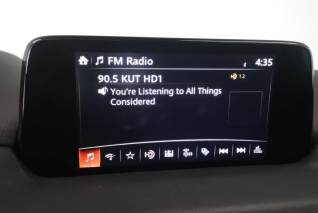 FM Radio
4:35
90.5 KUT HD1
1 2
You're Listening to All Things
Considered